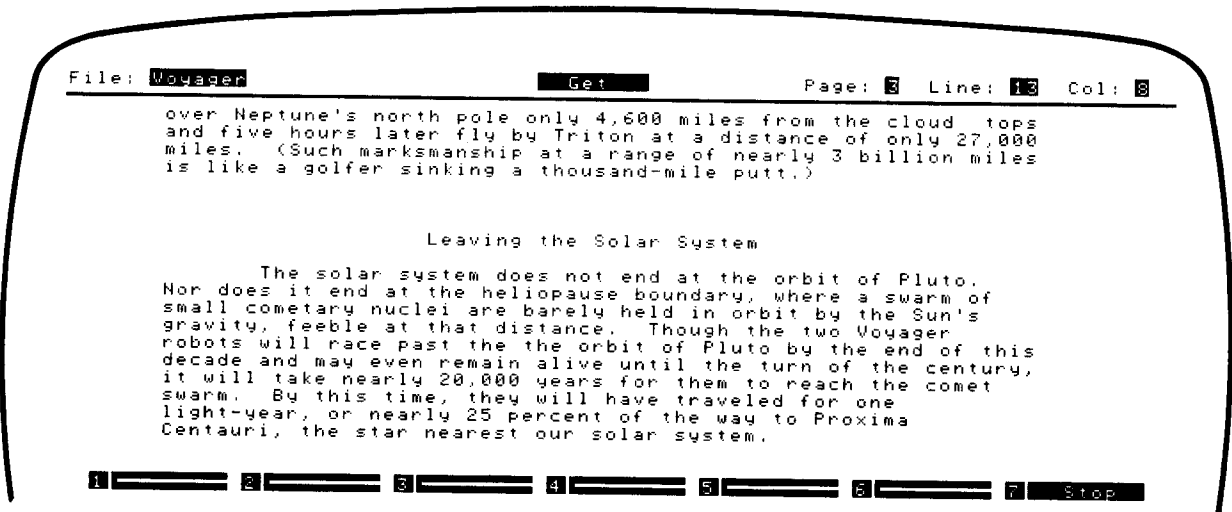 File: Voyager Get Page: 3 Line: 13 Col: 8
over Neptune's north pole only 4,600 miles from the cloud tops
and five hours later fly by Triton at a distance of only 27,000
miles. (Such marksmanship at a range of nearly 3 billion miles
is like a golfer sinking a thousand-mile putt.)
Leaving the Solar System
The solar system does not end at the orbit of Pluto.
Nor does it end at the heliopause boundary, where a swarm of
small cometary nuclei are barely held in orbit by the Sun's
gravity, feeble at that distance. Though the two Voyager
robots will race past the the orbit of Pluto by the end of this
decade and may even remain alive until the turn of the century,
it will take nearly 20,000 years for them to reach the comet
swarm. By this time, they will have traveled for one
light-year, or nearly 25 percent of the way to Proxima
Centauri, the star nearest our solar system.
1 2 3 4 5 6 7 Stop